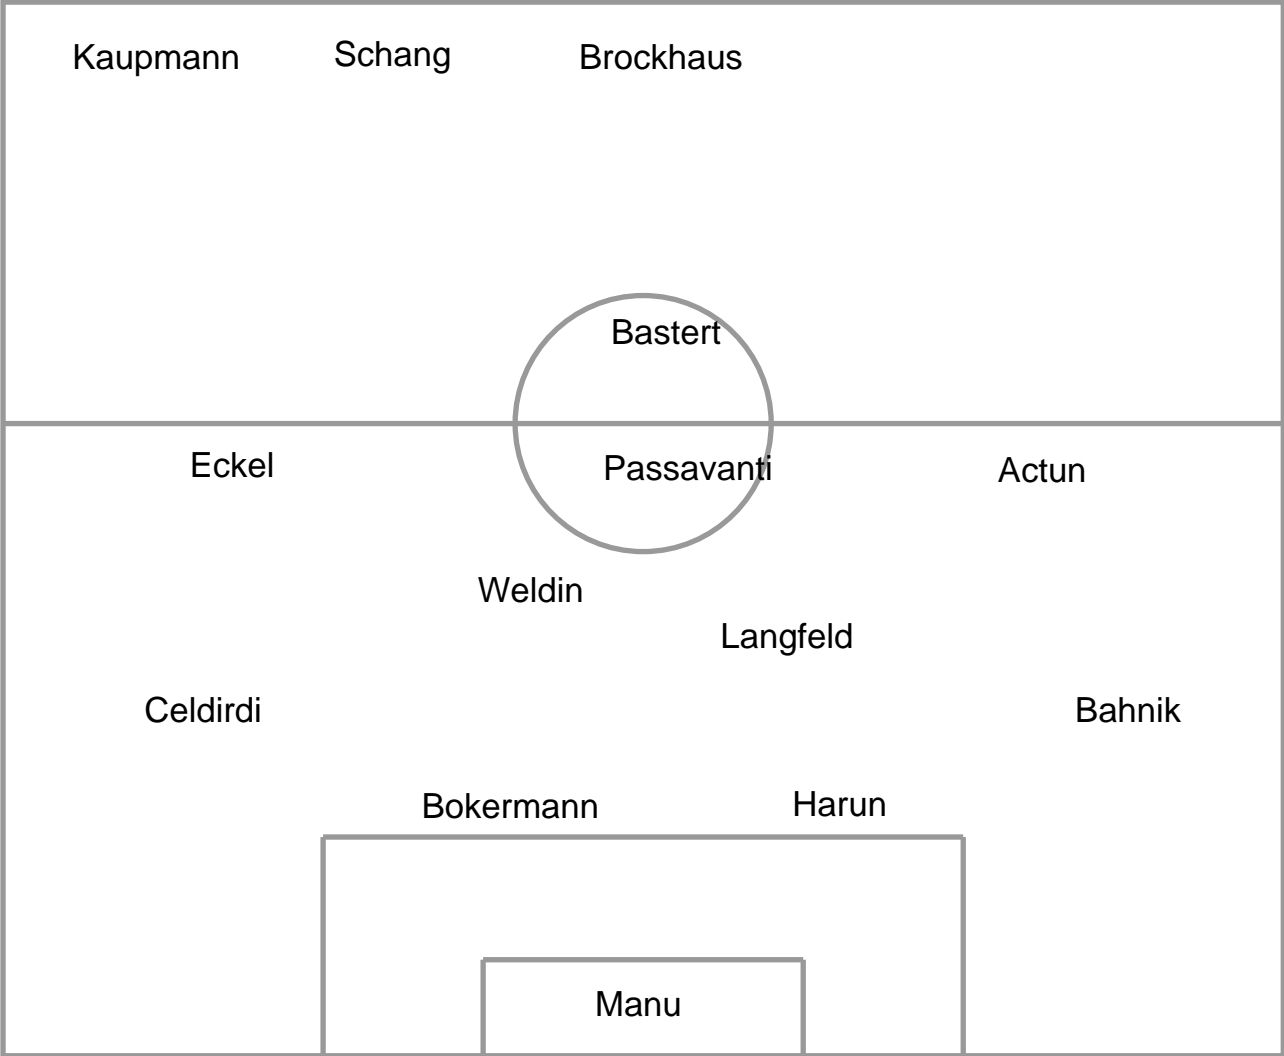 Kaupmann Schang Brockhaus
Bastert
Eckel Passavanti Actun
Weldin
Langfeld
Celdirdi Bahnik
Bokermann Harun
Manu